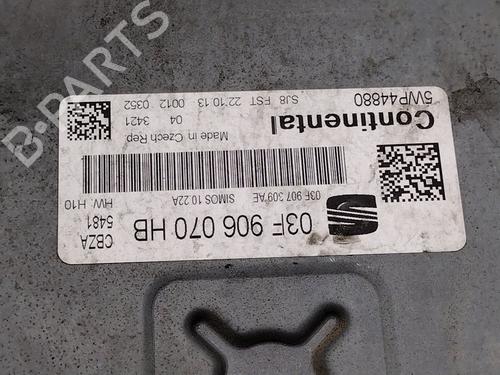 03F 906 070 HB
CBZA
5481
HW: H10
03F 907 309 AE
SIMOS 10.22A
Continental
5WP44880
Made in Czech Rep
04 3421
SJ8 FST 22.10.13 0012 0352
B-PARTS